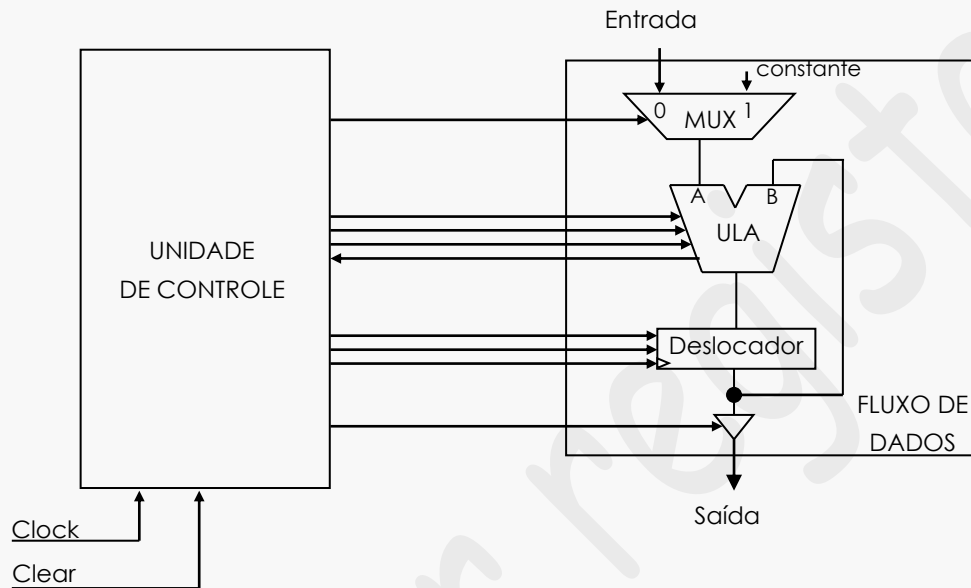 Entrada
constante
0
1
MUX
A
B
ULA
UNIDADE
DE CONTROLE
Deslocador
FLUXO DE
DADOS
Saída
Clock
Clear